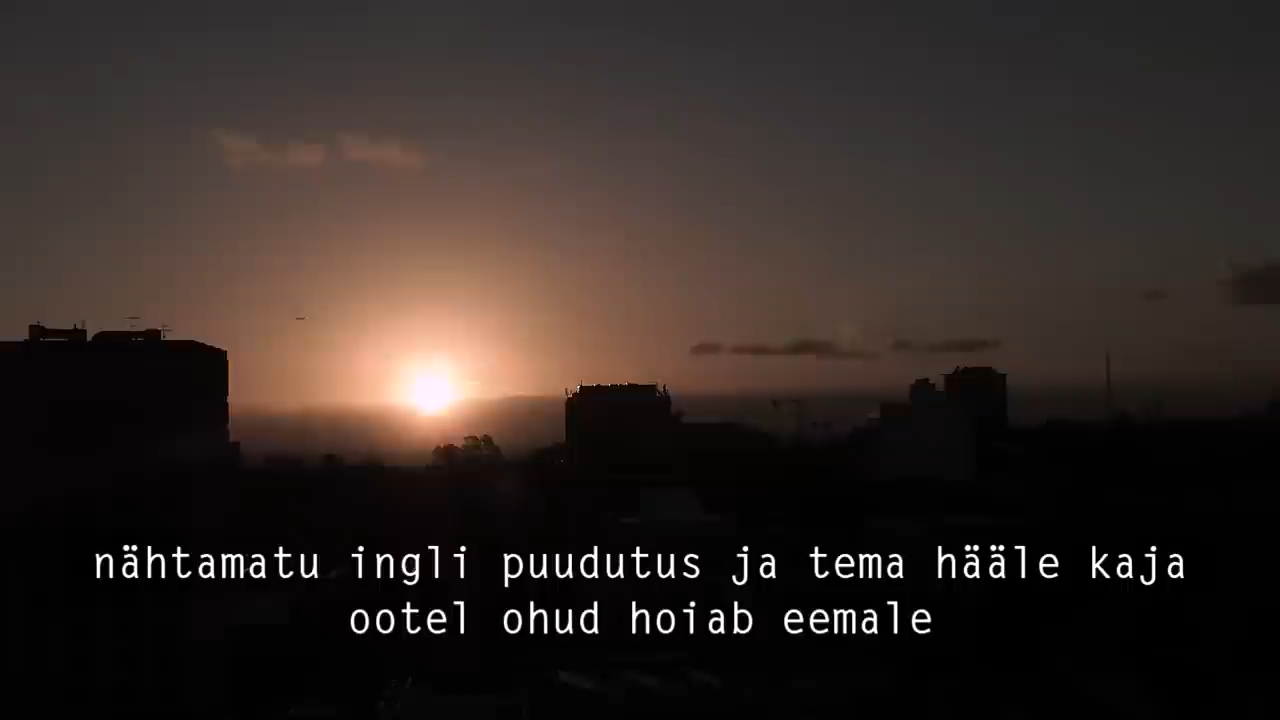 nähtamatu ingli puudutus ja tema hääle kaja
ootel ohud hoiab eemale